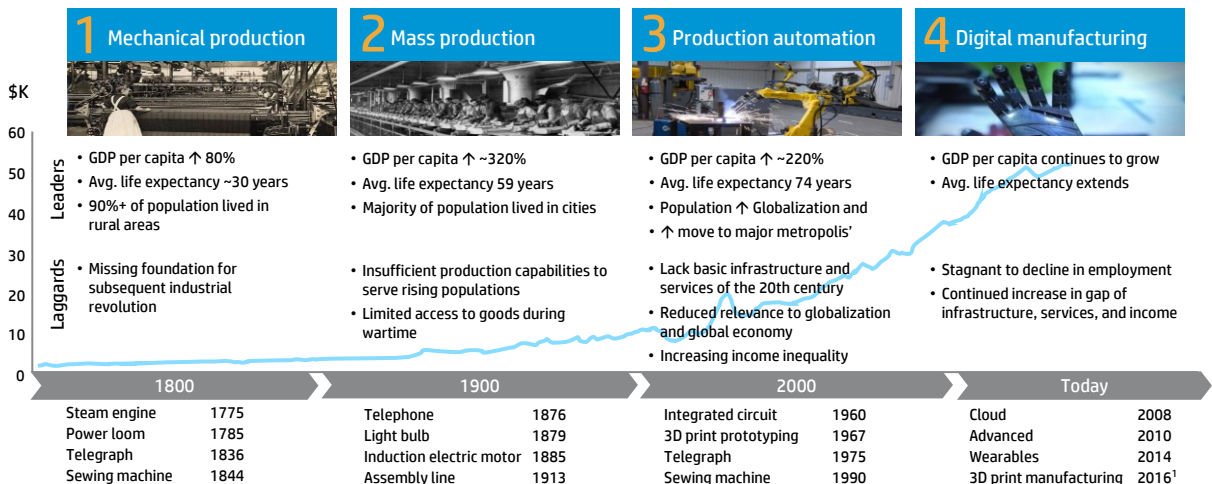 1 Mechanical production
2 Mass production
3 Production automation
4 Digital manufacturing
$K
60
50
40
30
20
10
0
Leaders
Laggards
• GDP per capita ↑ 80%
• Avg. life expectancy ~30 years
• 90%+ of population lived in
rural areas
• Missing foundation for
subsequent industrial
revolution
• GDP per capita ↑ ~320%
• Avg. life expectancy 59 years
• Majority of population lived in cities
• Insufficient production capabilities to
serve rising populations
• Limited access to goods during
wartime
• GDP per capita ↑ ~220%
• Avg. life expectancy 74 years
• Population ↑ Globalization and
• ↑ move to major metropolis’
• Lack basic infrastructure and
services of the 20th century
• Reduced relevance to globalization
and global economy
• Increasing income inequality
• GDP per capita continues to grow
• Avg. life expectancy extends
• Stagnant to decline in employment
• Continued increase in gap of
infrastructure, services, and income
1800
1900
2000
Today
Steam engine 1775
Power loom 1785
Telegraph 1836
Sewing machine 1844
Telephone 1876
Light bulb 1879
Induction electric motor 1885
Assembly line 1913
Integrated circuit 1960
3D print prototyping 1967
Telegraph 1975
Sewing machine 1990
Cloud 2008
Advanced 2010
Wearables 2014
3D print manufacturing 2016¹